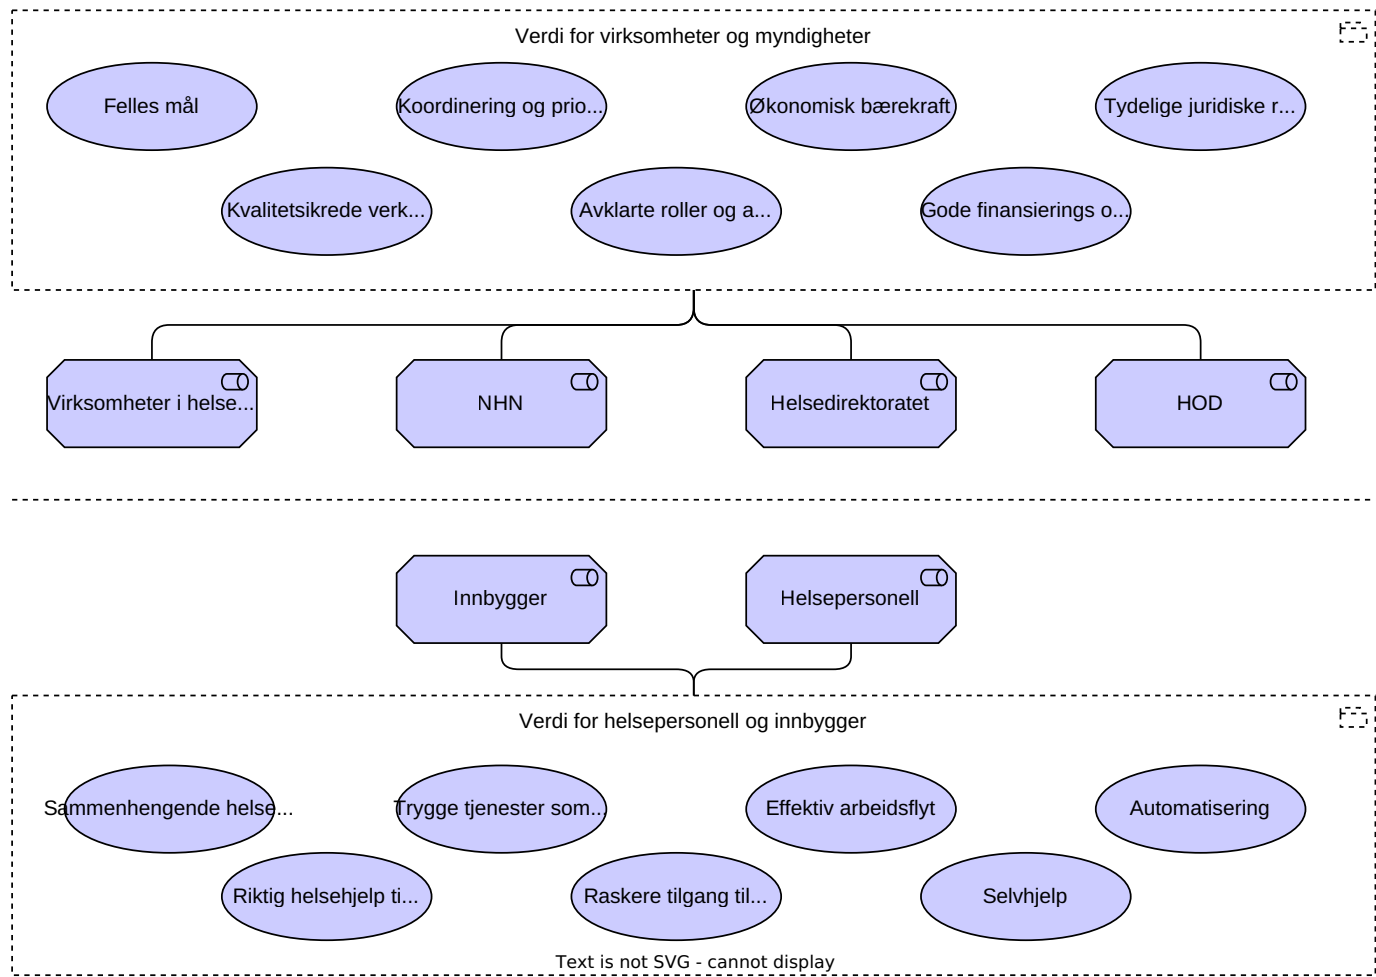 Verdi for virksomheter og myndigheter
Felles mål
Koordinering og prio...
Økonomisk bærekraft
Tydelige juridiske r...
Kvalitetsikrede verk...
Avklarte roller og a...
Gode finansierings o...
Virksomheter i helse...
NHN
Helsedirektoratet
HOD
Innbygger
Helsepersonell
Verdi for helsepersonell og innbygger
Sammenhengende helse...
Trygge tjenester som...
Effektiv arbeidsflyt
Automatisering
Riktig helsehjelp ti...
Raskere tilgang til...
Selvhjelp
Text is not SVG - cannot display